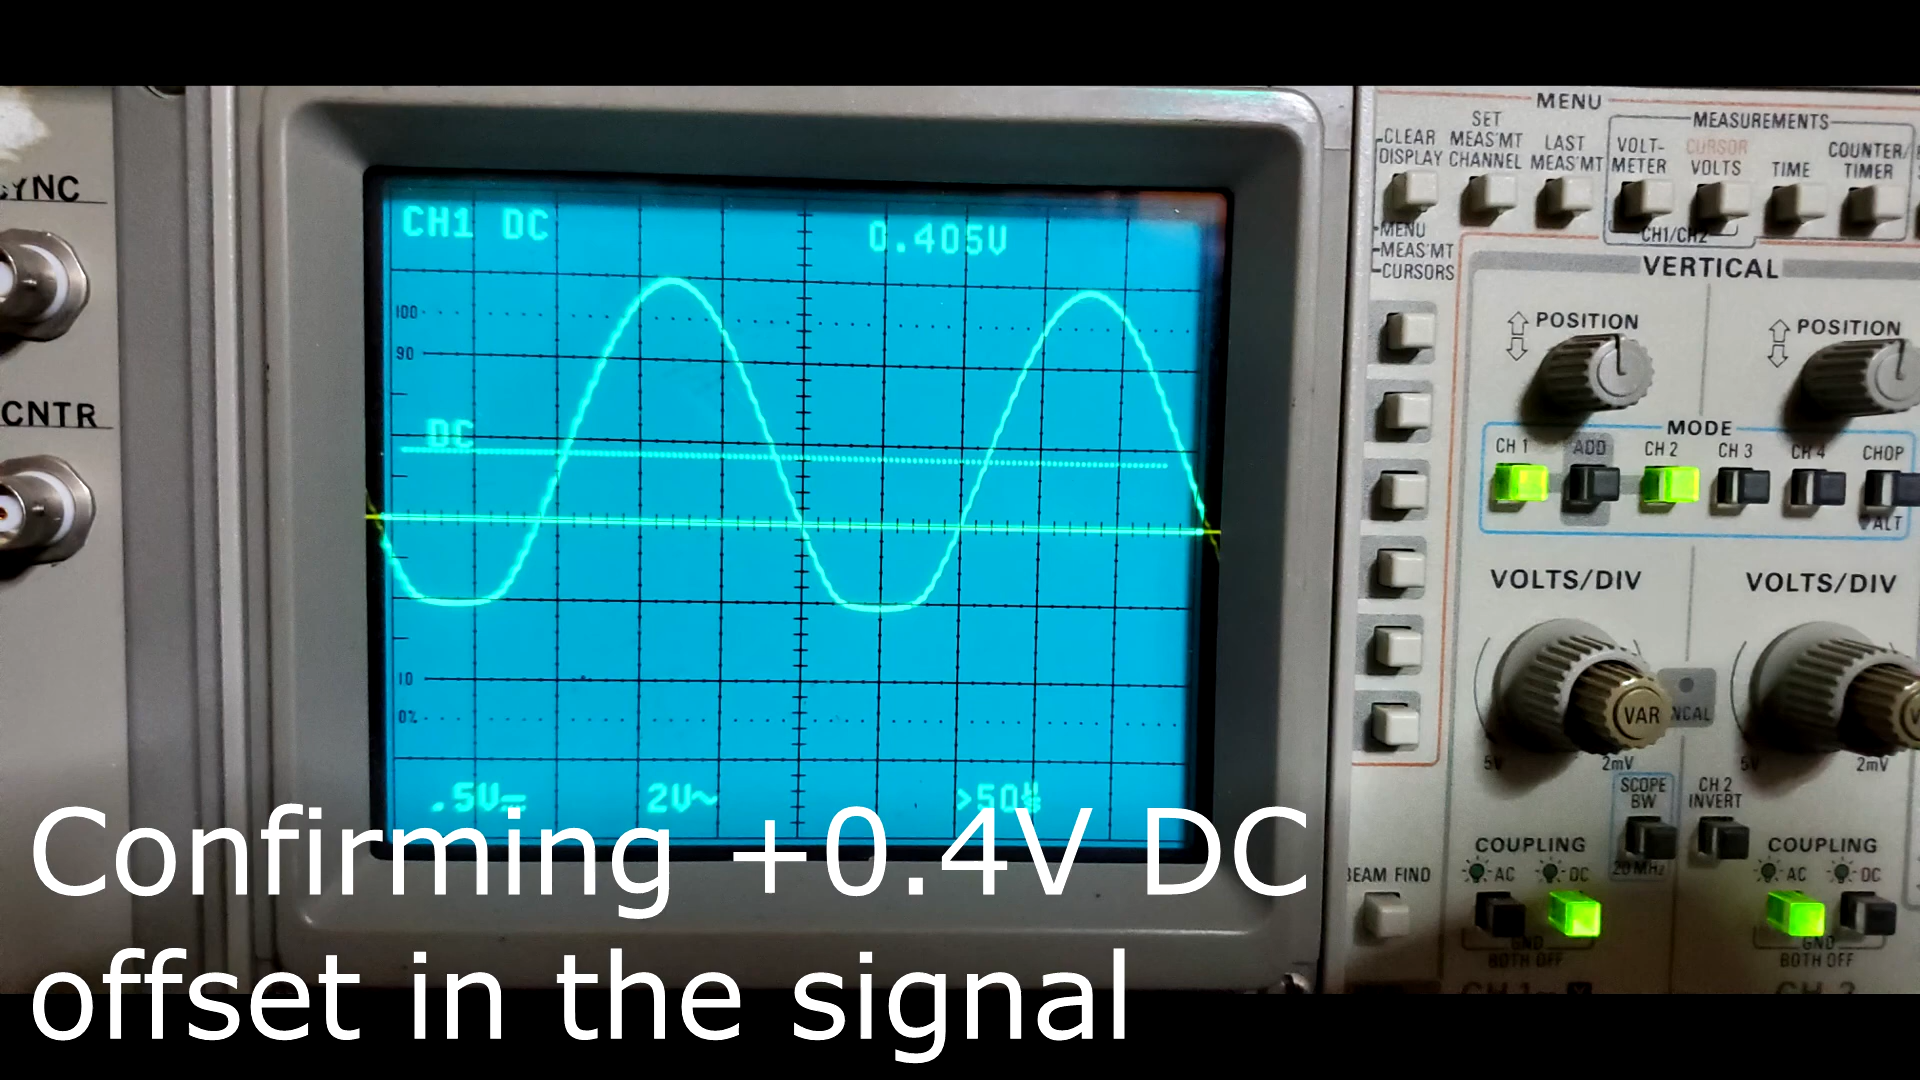 MENU
SET
CLEAR MEAS'MT LAST
DISPLAY CHANNEL MEAS'MT
MEASUREMENTS
VOLT- CURSOR COUNTER/
METER VOLTS TIME TIMER
CH1/CH2
MENU
MEAS'MT
CURSORS
YNC
CNTR
CH1 DC
0.405V
100
90
DC
10
0%
.5V
2V~
VERTICAL
POSITION POSITION
MODE
CH 1 ADD CH 2 CH 3 CH 4 CHOP
ALT
VOLTS/DIV VOLTS/DIV
VAR
5V 2mV 5V 2mV
SCOPE
BW
20 MHz
CH 2
INVERT
COUPLING COUPLING
AC DC AC DC
GND GND
BOTH OFF BOTH OFF
BEAM FIND
Confirming +0.4V DC
offset in the signal